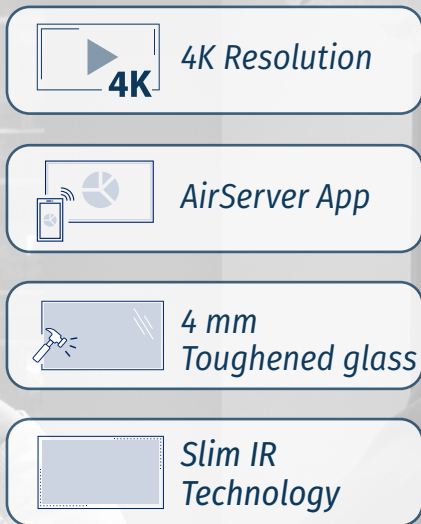 4K
4K Resolution
AirServer App
4 mm
Toughened glass
Slim IR
Technology